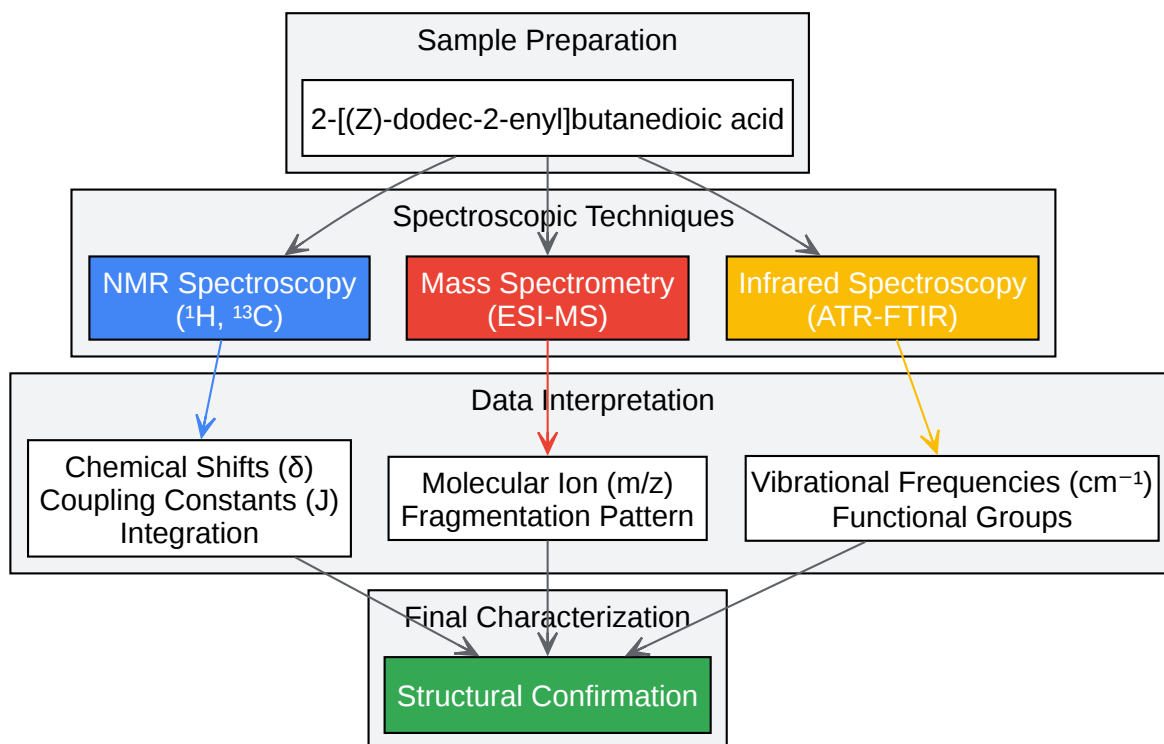 Sample Preparation
2-[(Z)-dodec-2-enyl]butanedioic acid
Spectroscopic Techniques
NMR Spectroscopy
(¹H, ¹³C)
Mass Spectrometry
(ESI-MS)
Infrared Spectroscopy
(ATR-FTIR)
Data Interpretation
Chemical Shifts (δ)
Coupling Constants (J)
Integration
Molecular Ion (m/z)
Fragmentation Pattern
Vibrational Frequencies (cm⁻¹)
Functional Groups
Final Characterization
Structural Confirmation